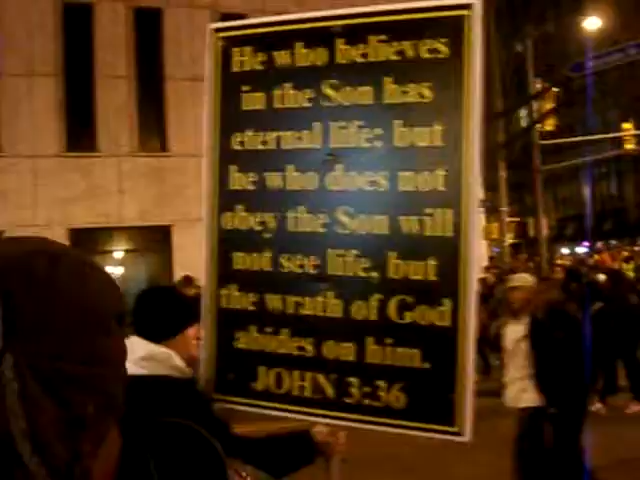 He who believes
in the Son has
eternal life; but
he who does not
obey the Son will
not see life, but
the wrath of God
abides on him.
JOHN 3:36